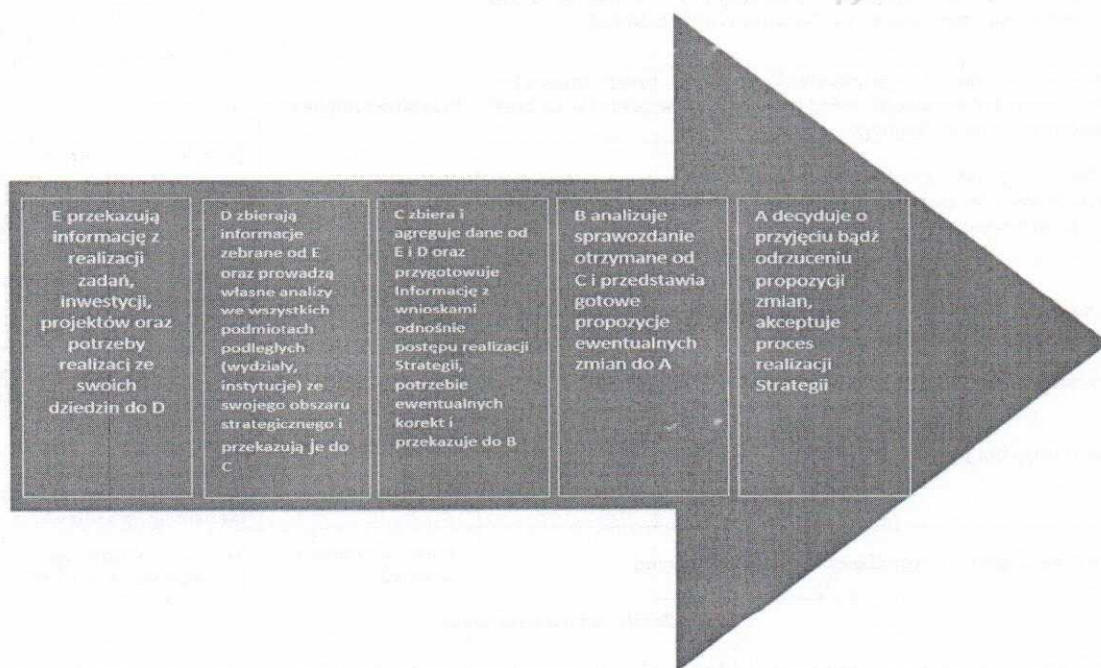 E przekazują
informację z
realizacji
zadań,
inwestycji,
projektów oraz
potrzeby
realizacj ze
swoich
dziedzin do D
D zbierają
informacje
zebrane od E
oraz prowadzą
własne analizy
we wszystkich
podmiotach
podległych
(wydziały,
instytucje) ze
swojego obszaru
strategicznego i
przekazują je do
C
C zbiera i
agreguje dane od
E i D oraz
przygotowuje
Informację z
wnioskami
odnośnie
postępu realizacji
Strategii,
potrzebie
ewentualnych
korekt i
przekazuje do B
B analizuje
sprawozdanie
otrzymane od
C i przedstawia
gotowe
propozycje
ewentualnych
zmian do A
A decyduje o
przyjęciu bądź
odrzuceniu
propozycji
zmian,
akceptuje
proces
realizacji
Strategii